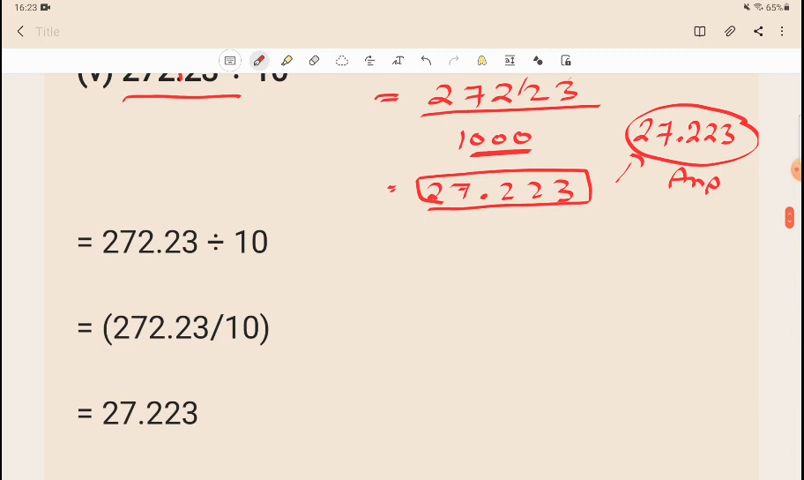 16:23
65%
Title
(v) 272.23 ÷ 10
= 27223
1000
= 27.223
27.223
Ans
= 272.23 ÷ 10
= (272.23/10)
= 27.223